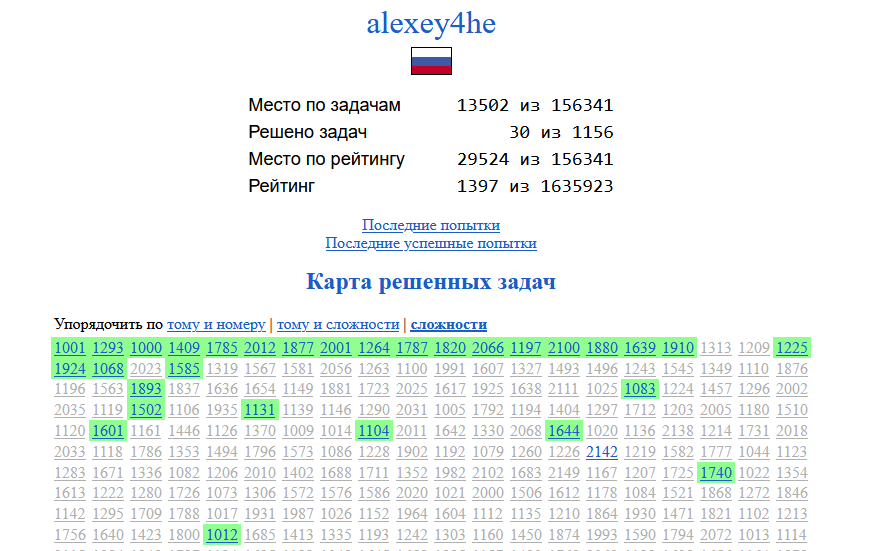 alexey4he
Место по задачам 13502 из 156341
Решено задач 30 из 1156
Место по рейтингу 29524 из 156341
Рейтинг 1397 из 1635923
Последние попытки
Последние успешные попытки
Карта решенных задач
Упорядочить по тому и номеру | тому и сложности | сложности
1001 1293 1000 1409 1785 2012 1877 2001 1264 1787 1820 2066 1197 2100 1880 1639 1910 1313 1209 1225
1924 1068 2023 1585 1319 1567 1581 2056 1263 1100 1991 1607 1327 1493 1496 1243 1545 1349 1110 1876
1196 1563 1893 1837 1636 1654 1149 1881 1723 2025 1617 1925 1638 2111 1025 1083 1224 1457 1296 2002
2035 1119 1502 1106 1935 1131 1139 1146 1290 2031 1005 1792 1194 1404 1297 1712 1203 2005 1180 1510
1120 1601 1161 1446 1126 1370 1009 1014 1104 2011 1642 1330 2068 1644 1020 1136 2138 1214 1731 2018
2033 1118 1786 1353 1494 1796 1573 1086 1228 1902 1192 1079 1260 1226 2142 1219 1582 1777 1044 1123
1283 1671 1336 1082 1206 2010 1402 1688 1711 1352 1982 2102 1683 2149 1167 1207 1725 1740 1022 1354
1613 1222 1280 1726 1073 1306 1572 1576 1586 2020 1021 2000 1506 1612 1178 1084 1521 1868 1272 1846
1142 1295 1709 1788 1017 1931 1987 1026 1152 1964 1604 1112 1135 1210 1864 1930 1471 1821 1102 1213
1756 1640 1423 1800 1012 1685 1413 1335 1193 1242 1303 1160 1450 1874 1993 1590 1794 2072 1013 1114